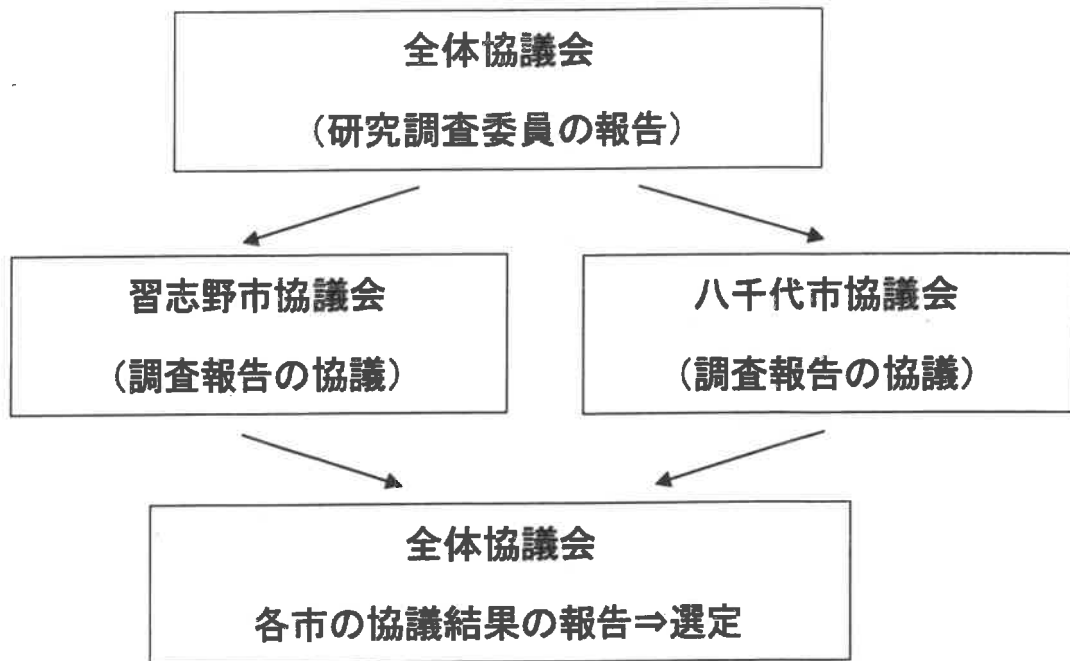 全体協議会
（研究調査委員の報告）
習志野市協議会
（調査報告の協議）
八千代市協議会
（調査報告の協議）
全体協議会
各市の協議結果の報告⇒選定